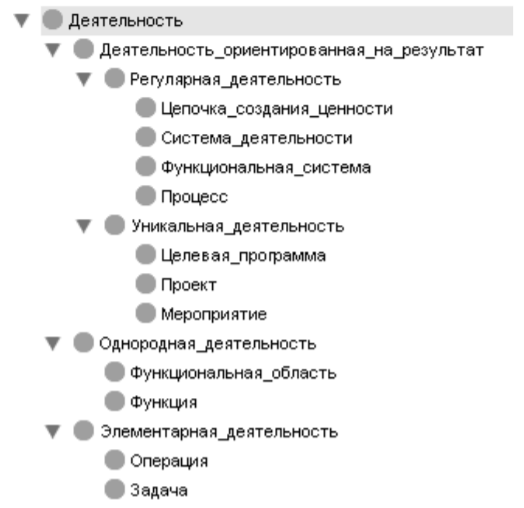 Деятельность
Деятельность_ориентированная_на_результат
Регулярная_деятельность
Цепочка_создания_ценности
Система_деятельности
Функциональная_система
Процесс
Уникальная_деятельность
Целевая_программа
Проект
Мероприятие
Однородная_деятельность
Функциональная_область
Функция
Элементарная_деятельность
Операция
Задача